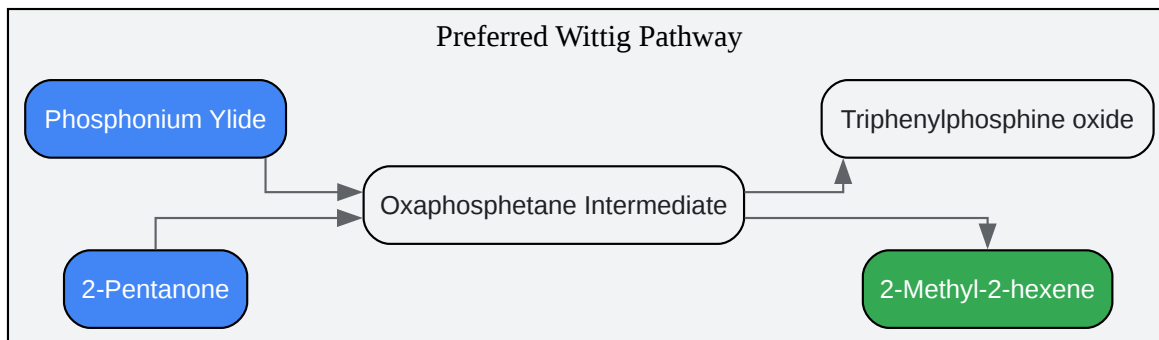 Preferred Wittig Pathway
Phosphonium Ylide
Triphenylphosphine oxide
Oxaphosphetane Intermediate
2-Pentanone
2-Methyl-2-hexene